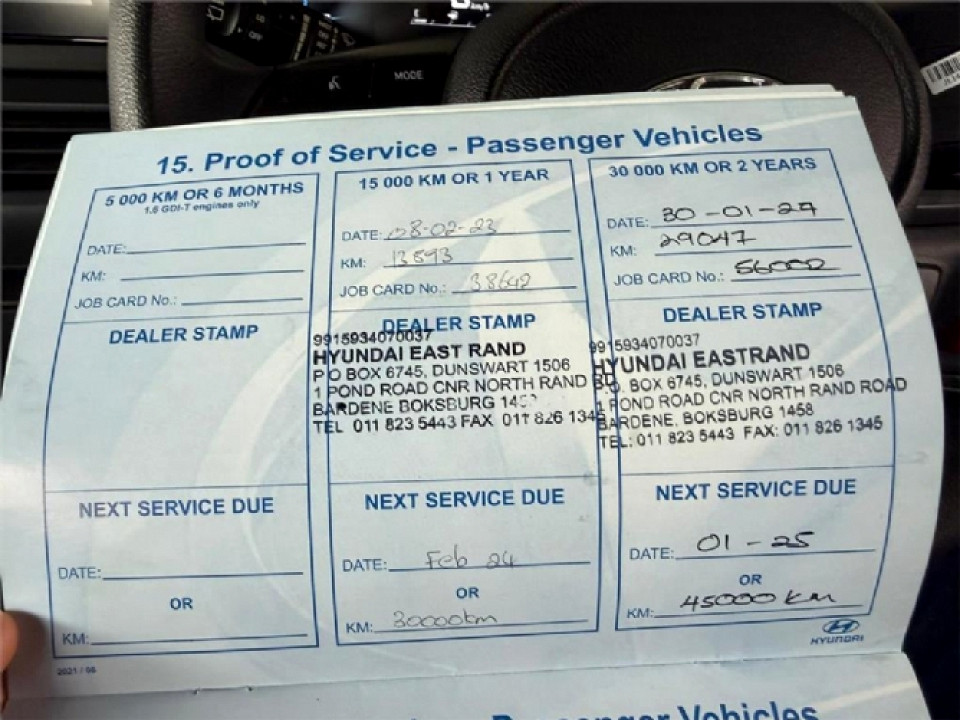 MODE
15. Proof of Service - Passenger Vehicles
5 000 KM OR 6 MONTHS
1.6 GDI-T engines only
DATE:
KM:
JOB CARD No.:
DEALER STAMP
NEXT SERVICE DUE
DATE:
OR
KM:
15 000 KM OR 1 YEAR
DATE: 08-02-23
KM: 13593
JOB CARD No.: 38642
DEALER STAMP
9915934070037
HYUNDAI EAST RAND
P O BOX 6745, DUNSWART 1506
1 POND ROAD CNR NORTH RAND RD
BARDENE BOKSBURG
TEL 011 823 5443 FAX 011 826 1345
NEXT SERVICE DUE
DATE: Feb 24
OR
KM: 30000km
30 000 KM OR 2 YEARS
DATE: 30-01-24
KM: 29047
JOB CARD No.: 56002
DEALER STAMP
9915934070037
HYUNDAI EASTRAND
P.O. BOX 6745, DUNSWART 1506
1 POND ROAD CNR NORTH RAND ROAD
BARDENE, BOKSBURG 1458
TEL: 011 823 5443 FAX: 011 826 1345
NEXT SERVICE DUE
DATE: 01-25
OR
KM: 45000 Km
HYUNDAI
2021 / 06
Passenger Vehicles